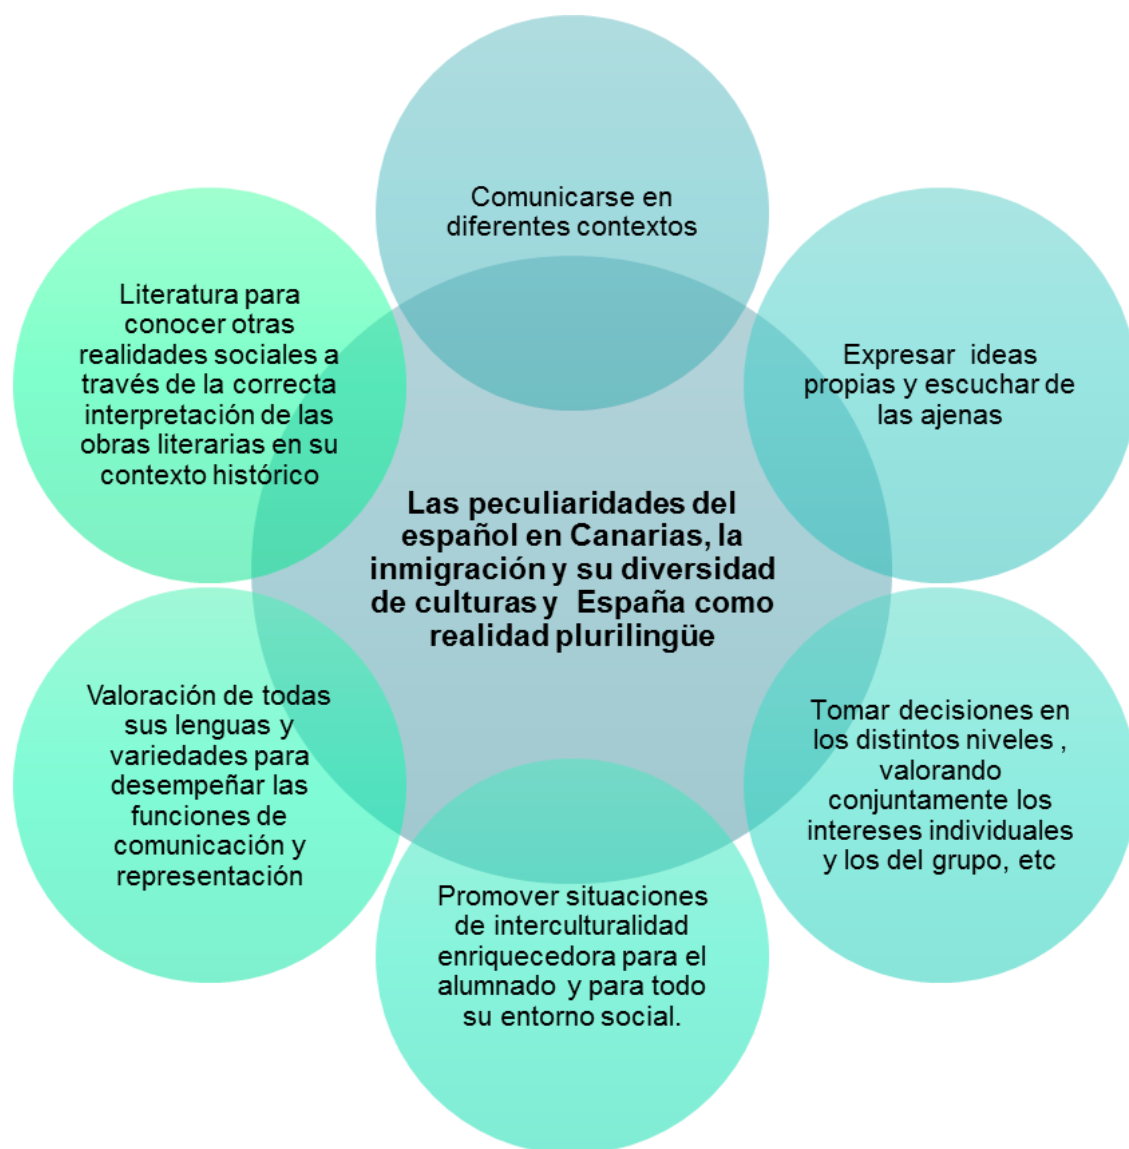 Comunicarse en
diferentes contextos
Expresar ideas
propias y escuchar de
las ajenas
Tomar decisiones en
los distintos niveles ,
valorando
conjuntamente los
intereses individuales
y los del grupo, etc
Promover situaciones
de interculturalidad
enriquecedora para el
alumnado y para todo
su entorno social.
Valoración de todas
sus lenguas y
variedades para
desempeñar las
funciones de
comunicación y
representación
Literatura para
conocer otras
realidades sociales a
través de la correcta
interpretación de las
obras literarias en su
contexto histórico
Las peculiaridades del
español en Canarias, la
inmigración y su diversidad
de culturas y España como
realidad plurilingüe